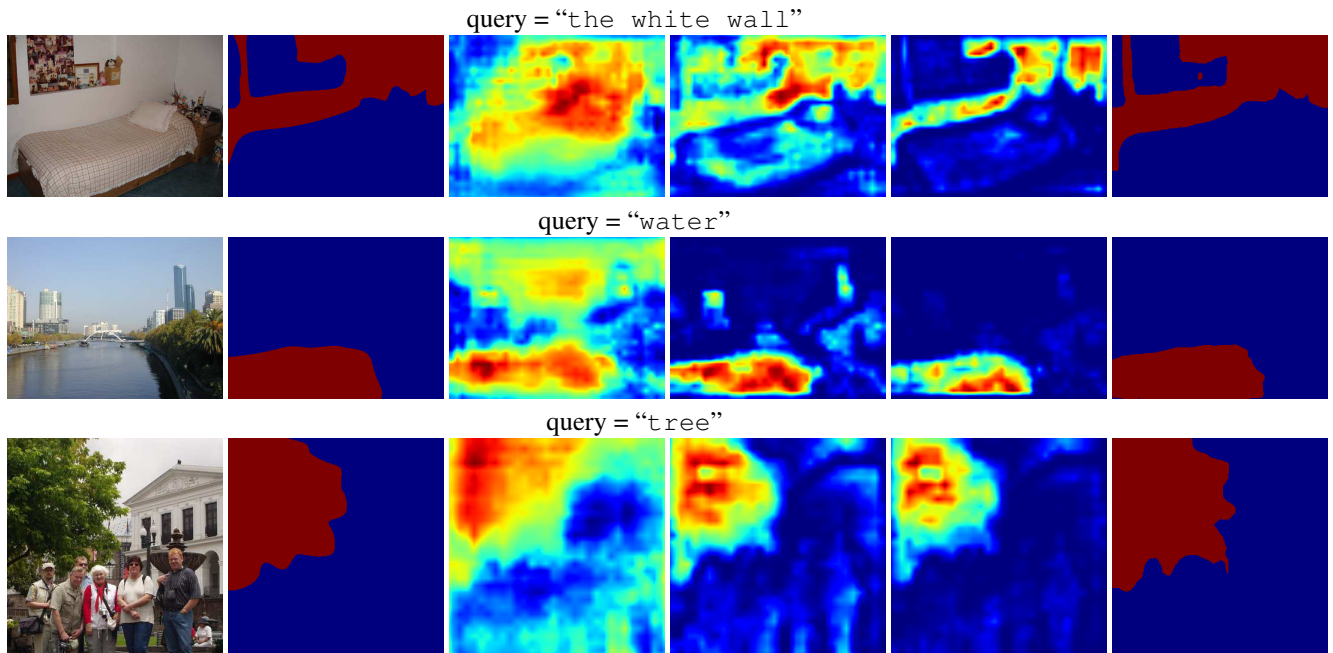 query = “the white wall”
query = “water”
query = “tree”